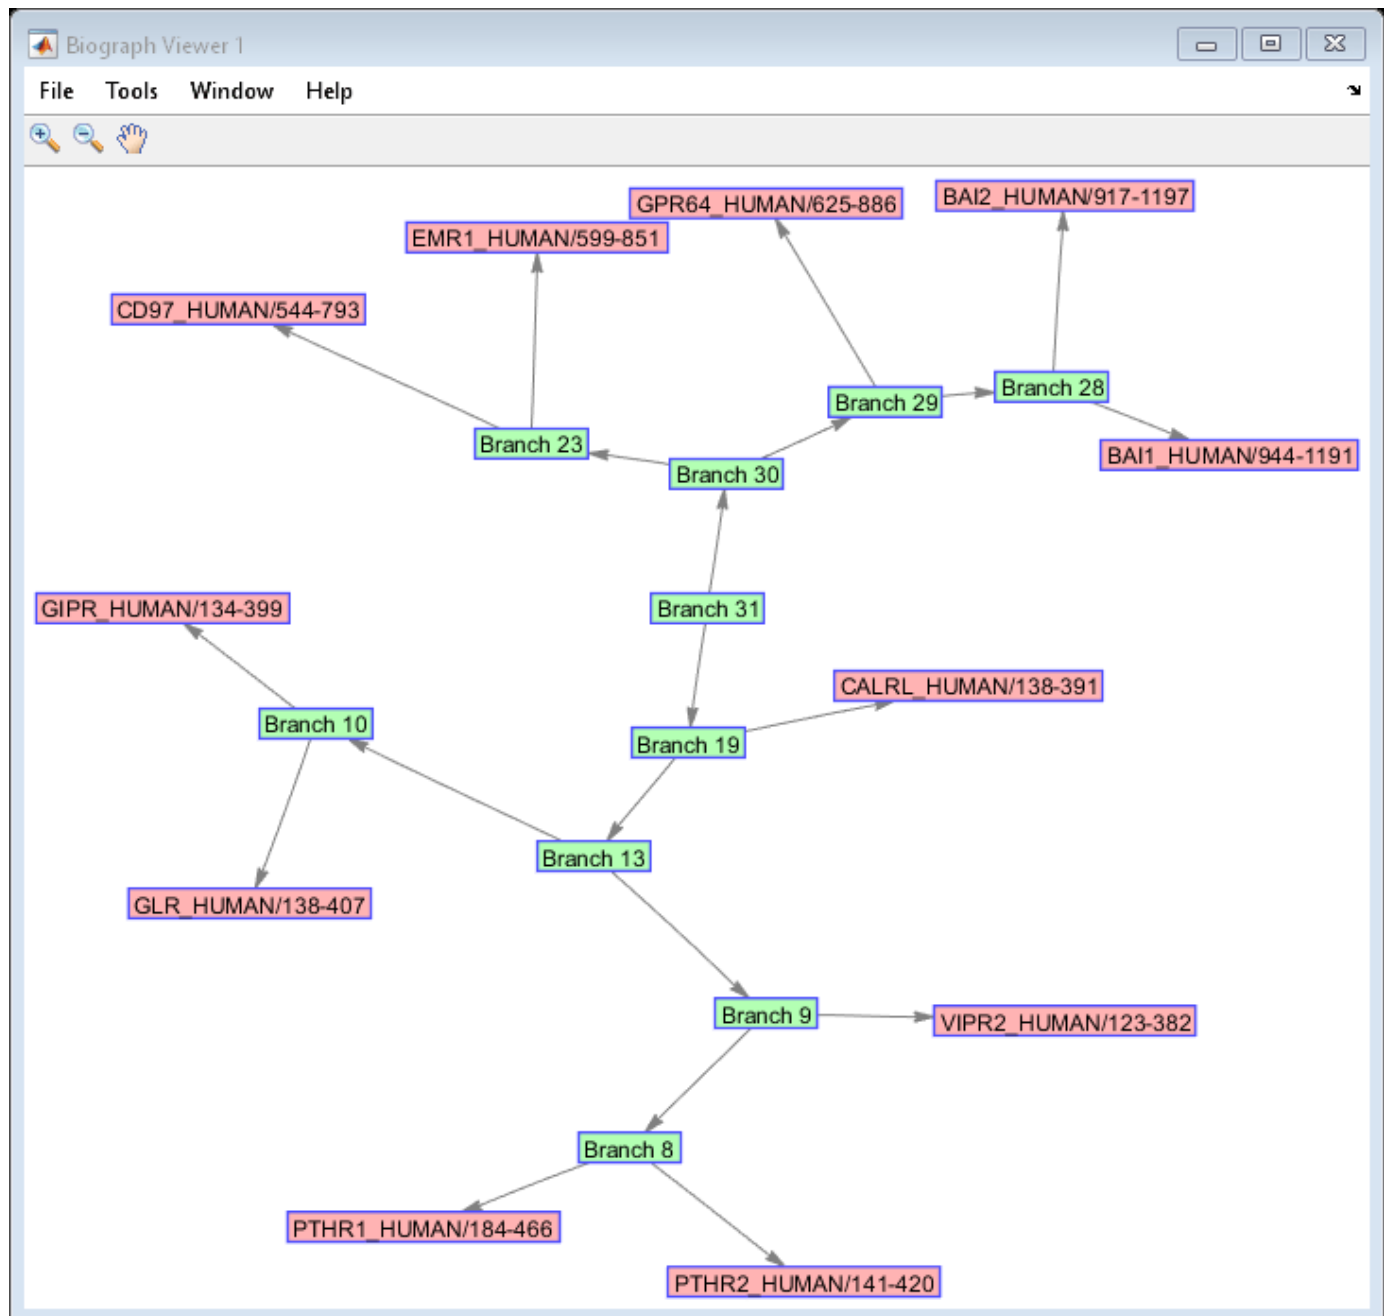 Biograph Viewer 1
File Tools Window Help
BAI2_HUMAN/917-1197
GPR64_HUMAN/625-886
EMR1_HUMAN/599-851
CD97_HUMAN/544-793
Branch 28
Branch 29
Branch 23
BAI1_HUMAN/944-1191
Branch 30
GIPR_HUMAN/134-399
Branch 31
CALRL_HUMAN/138-391
Branch 10
Branch 19
Branch 13
GLR_HUMAN/138-407
Branch 9
VIPR2_HUMAN/123-382
Branch 8
PTHR1_HUMAN/184-466
PTHR2_HUMAN/141-420